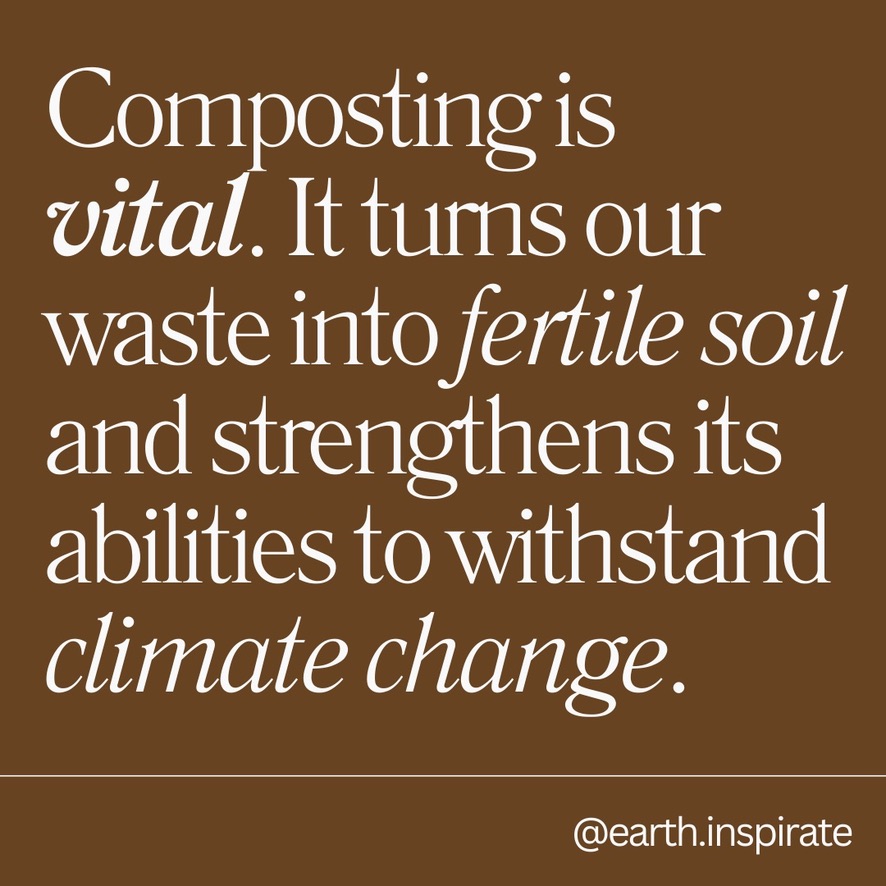 Composting is
vital. It turns our
waste into fertile soil
and strengthens its
abilities to withstand
climate change.
@earth.inspirate